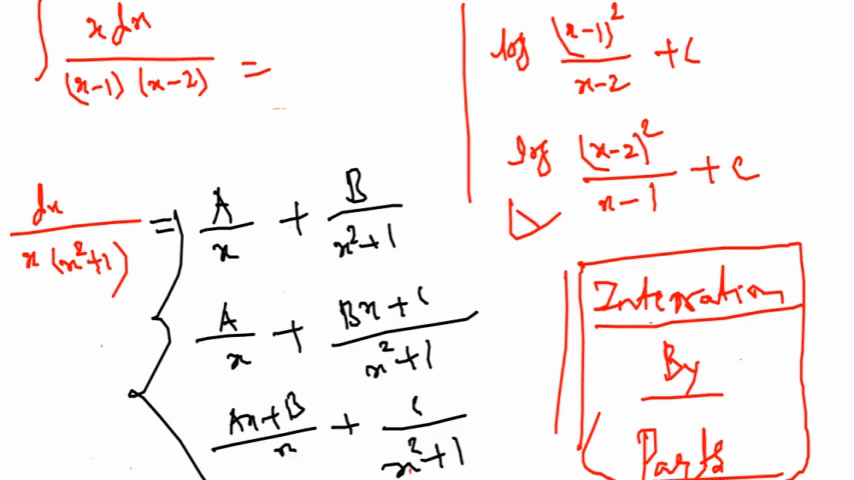 ∫ x dx / (x-1) (x-2) =
log (x-1)² / x-2 + C
log (x-2)² / x-1 + C
dx / x (x²+1) = A / x + B / x²+1
A / x + Bx + C / x²+1
Ax+B / x + C / x²+1
Integration
By
Parts